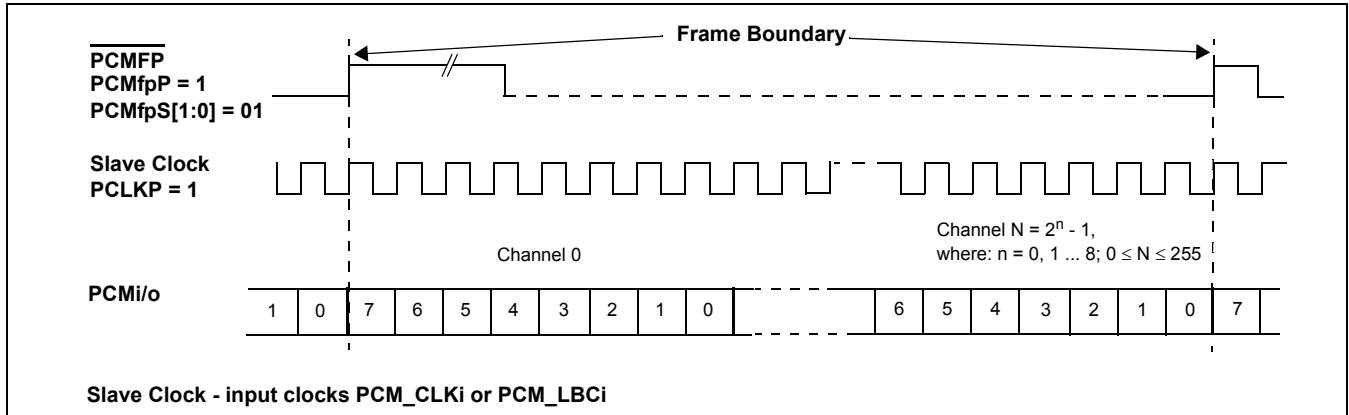 Frame Boundary
PCMFP
PCMfpP = 1
PCMfpS[1:0] = 01
Slave Clock
PCLKP = 1
Channel 0
Channel N = 2ⁿ - 1,
where: n = 0, 1 ... 8; 0 ≤ N ≤ 255
PCMi/o
1 0 7 6 5 4 3 2 1 0 6 5 4 3 2 1 0 7
Slave Clock - input clocks PCM_CLKi or PCM_LBCi